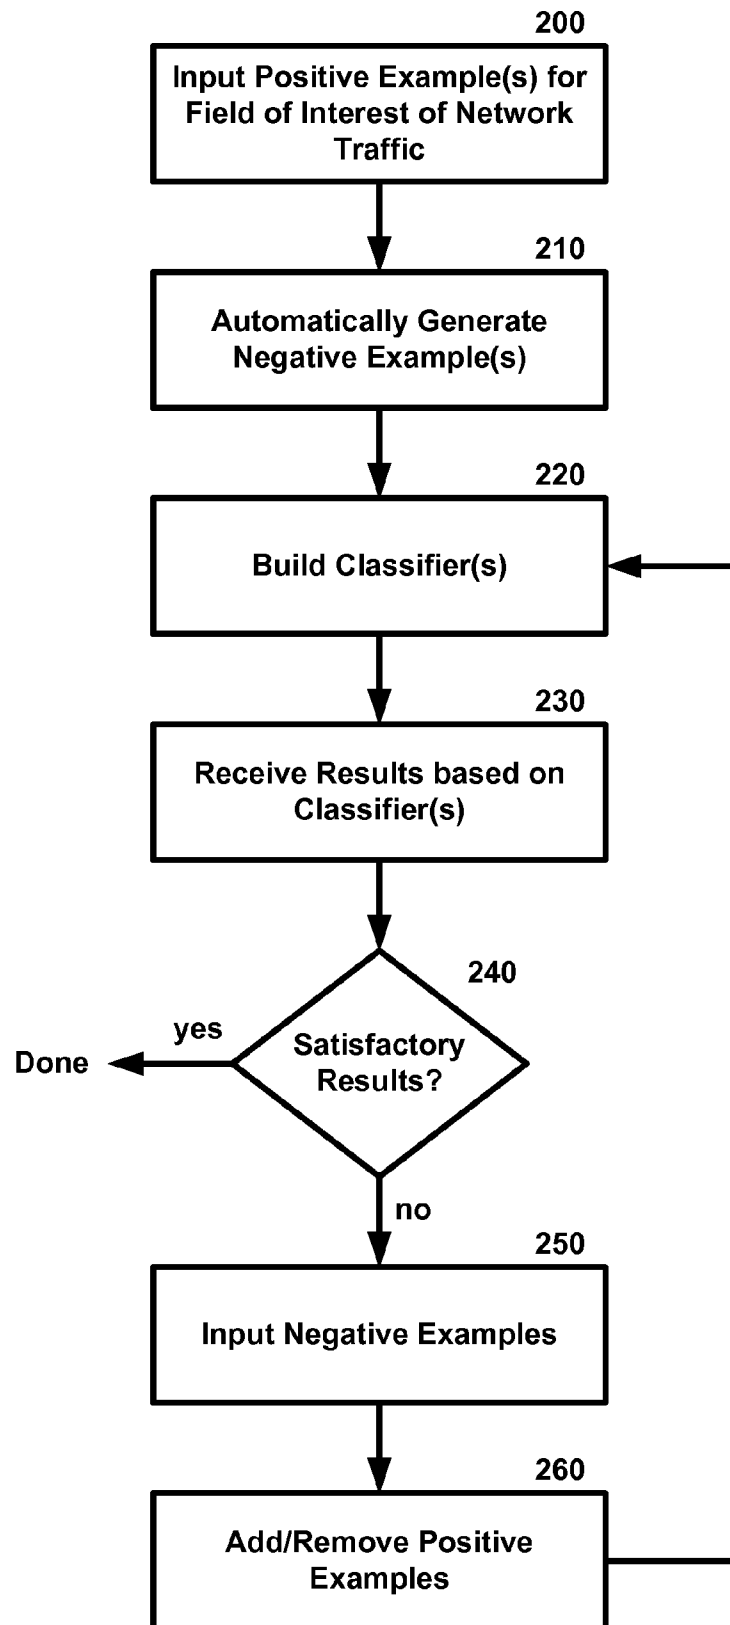 200
Input Positive Example(s) for
Field of Interest of Network
Traffic
210
Automatically Generate
Negative Example(s)
220
Build Classifier(s)
230
Receive Results based on
Classifier(s)
240
yes
Done
Satisfactory
Results?
no
250
Input Negative Examples
260
Add/Remove Positive
Examples